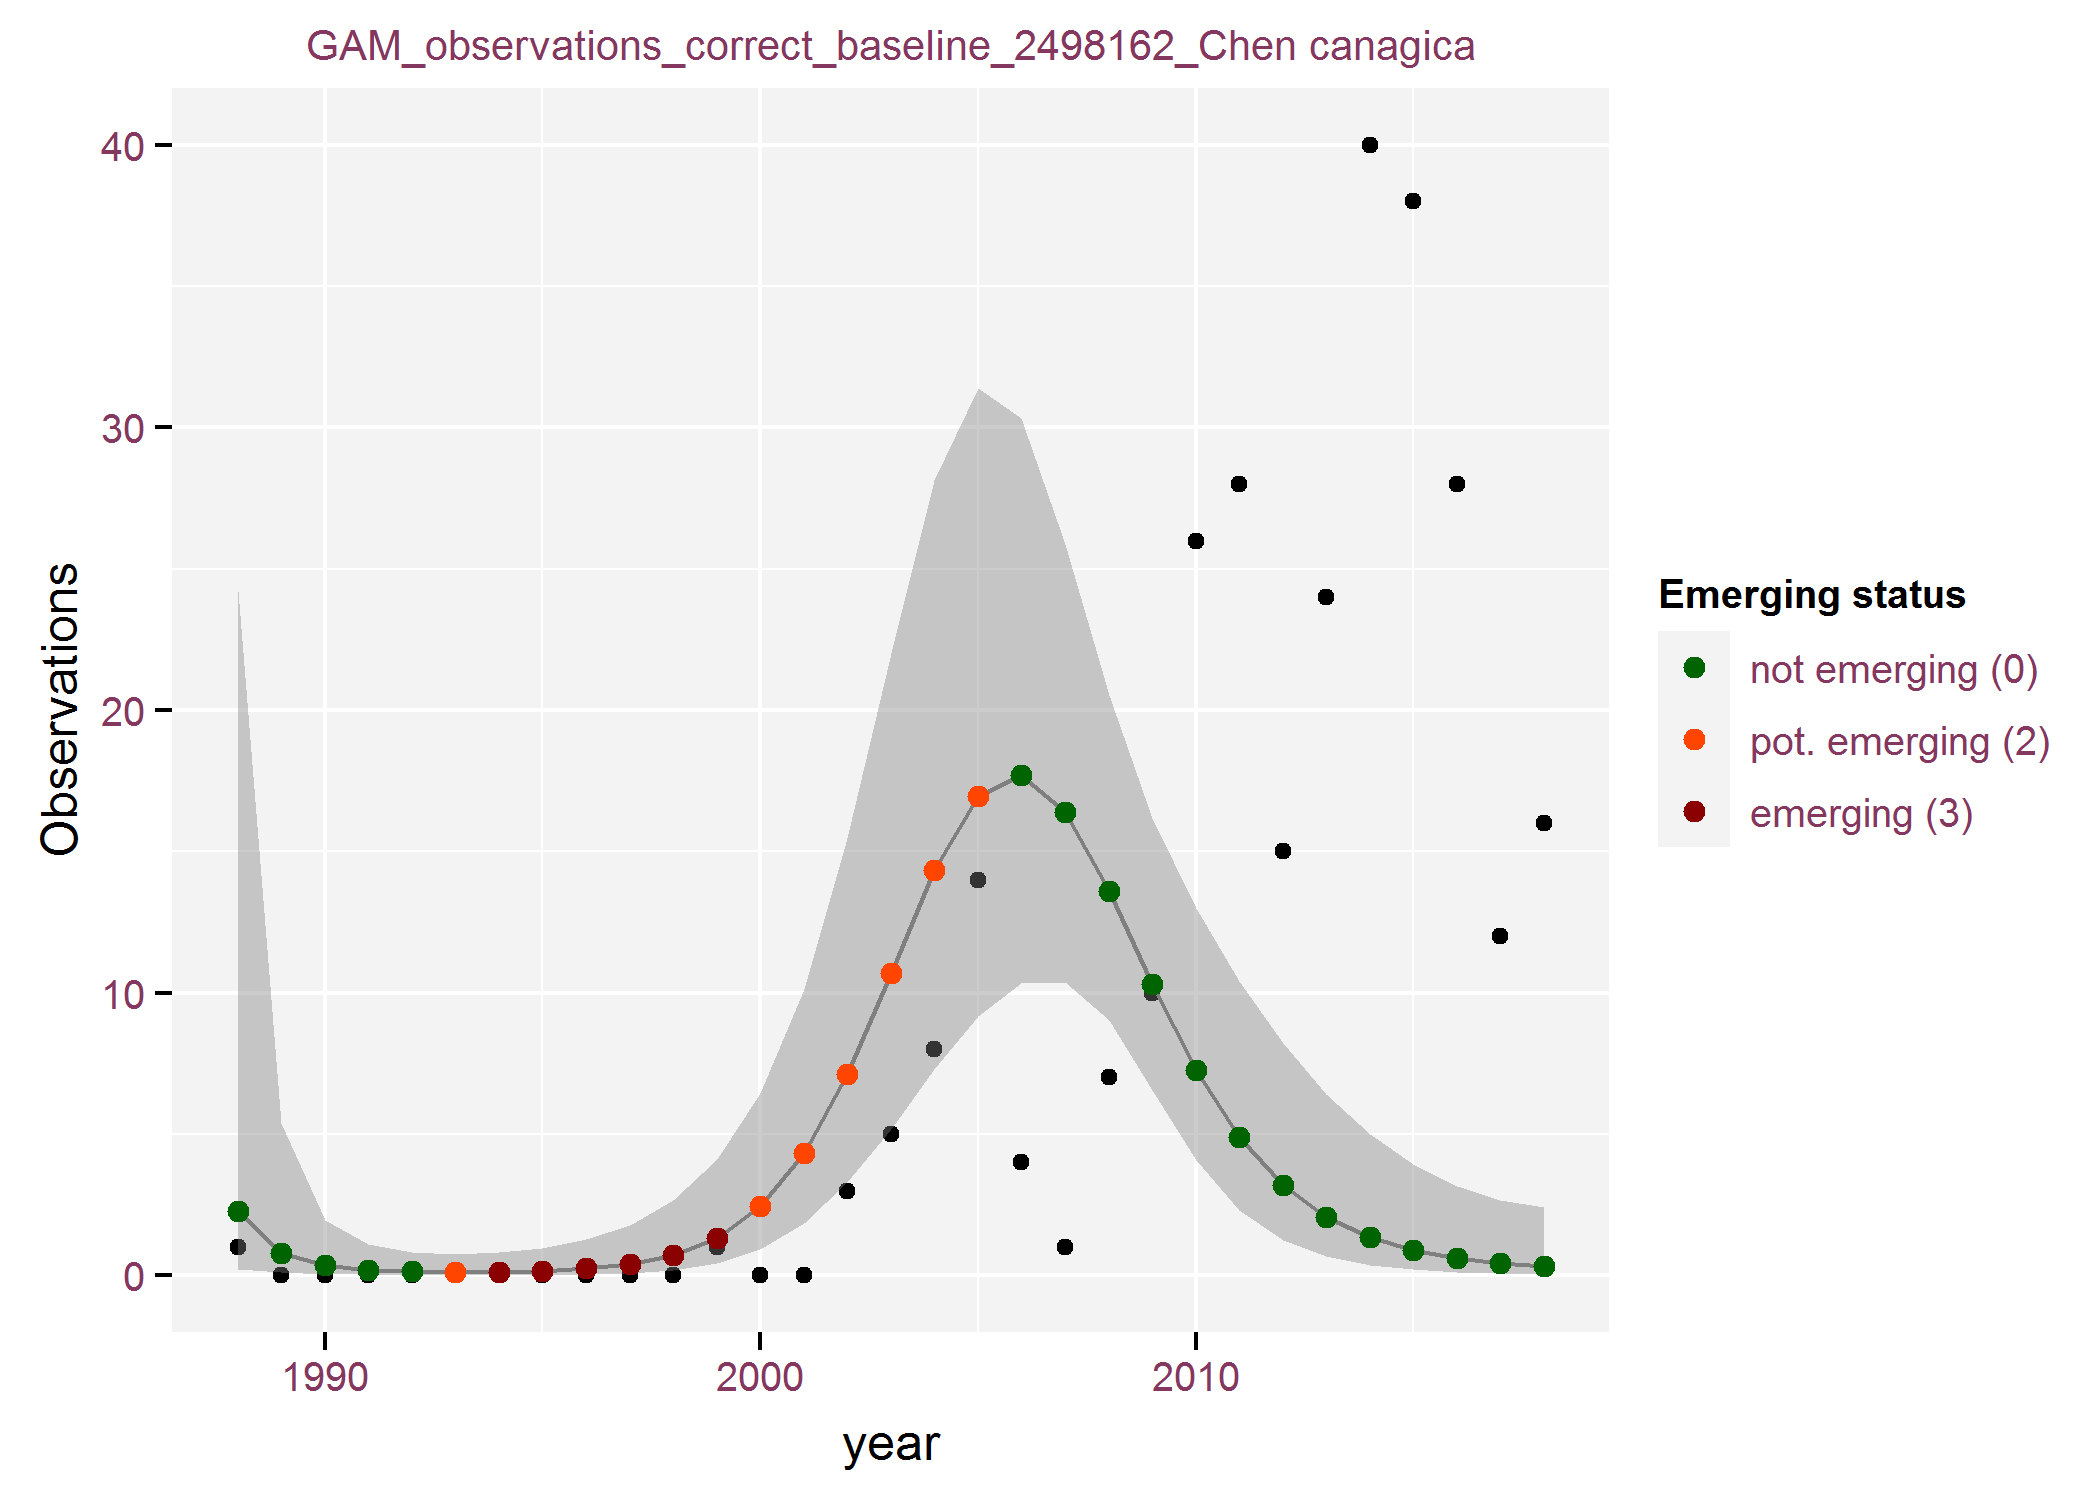 GAM_observations_correct_baseline_2498162_Chen canagica
40
30
20
10
0
Observations
1990
2000
2010
year
Emerging status
not emerging (0)
pot. emerging (2)
emerging (3)